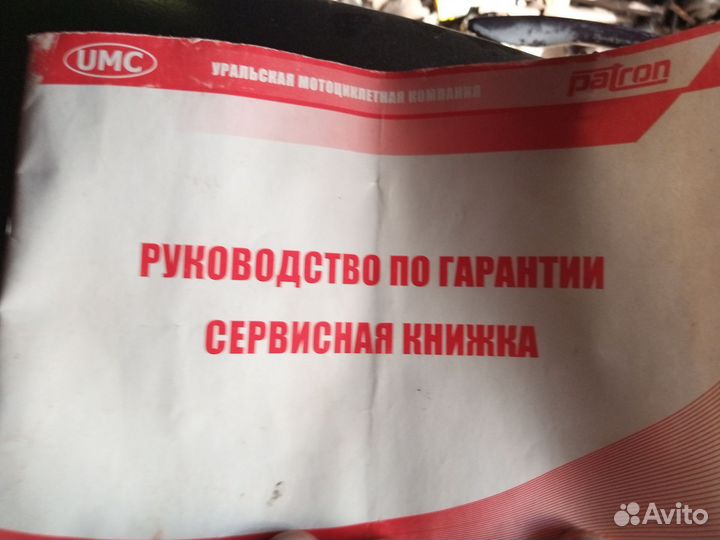 UMC
УРАЛЬСКАЯ МОТОЦИКЛЕТНАЯ КОМПАНИЯ
patron
РУКОВОДСТВО ПО ГАРАНТИИ
СЕРВИСНАЯ КНИЖКА
Avito